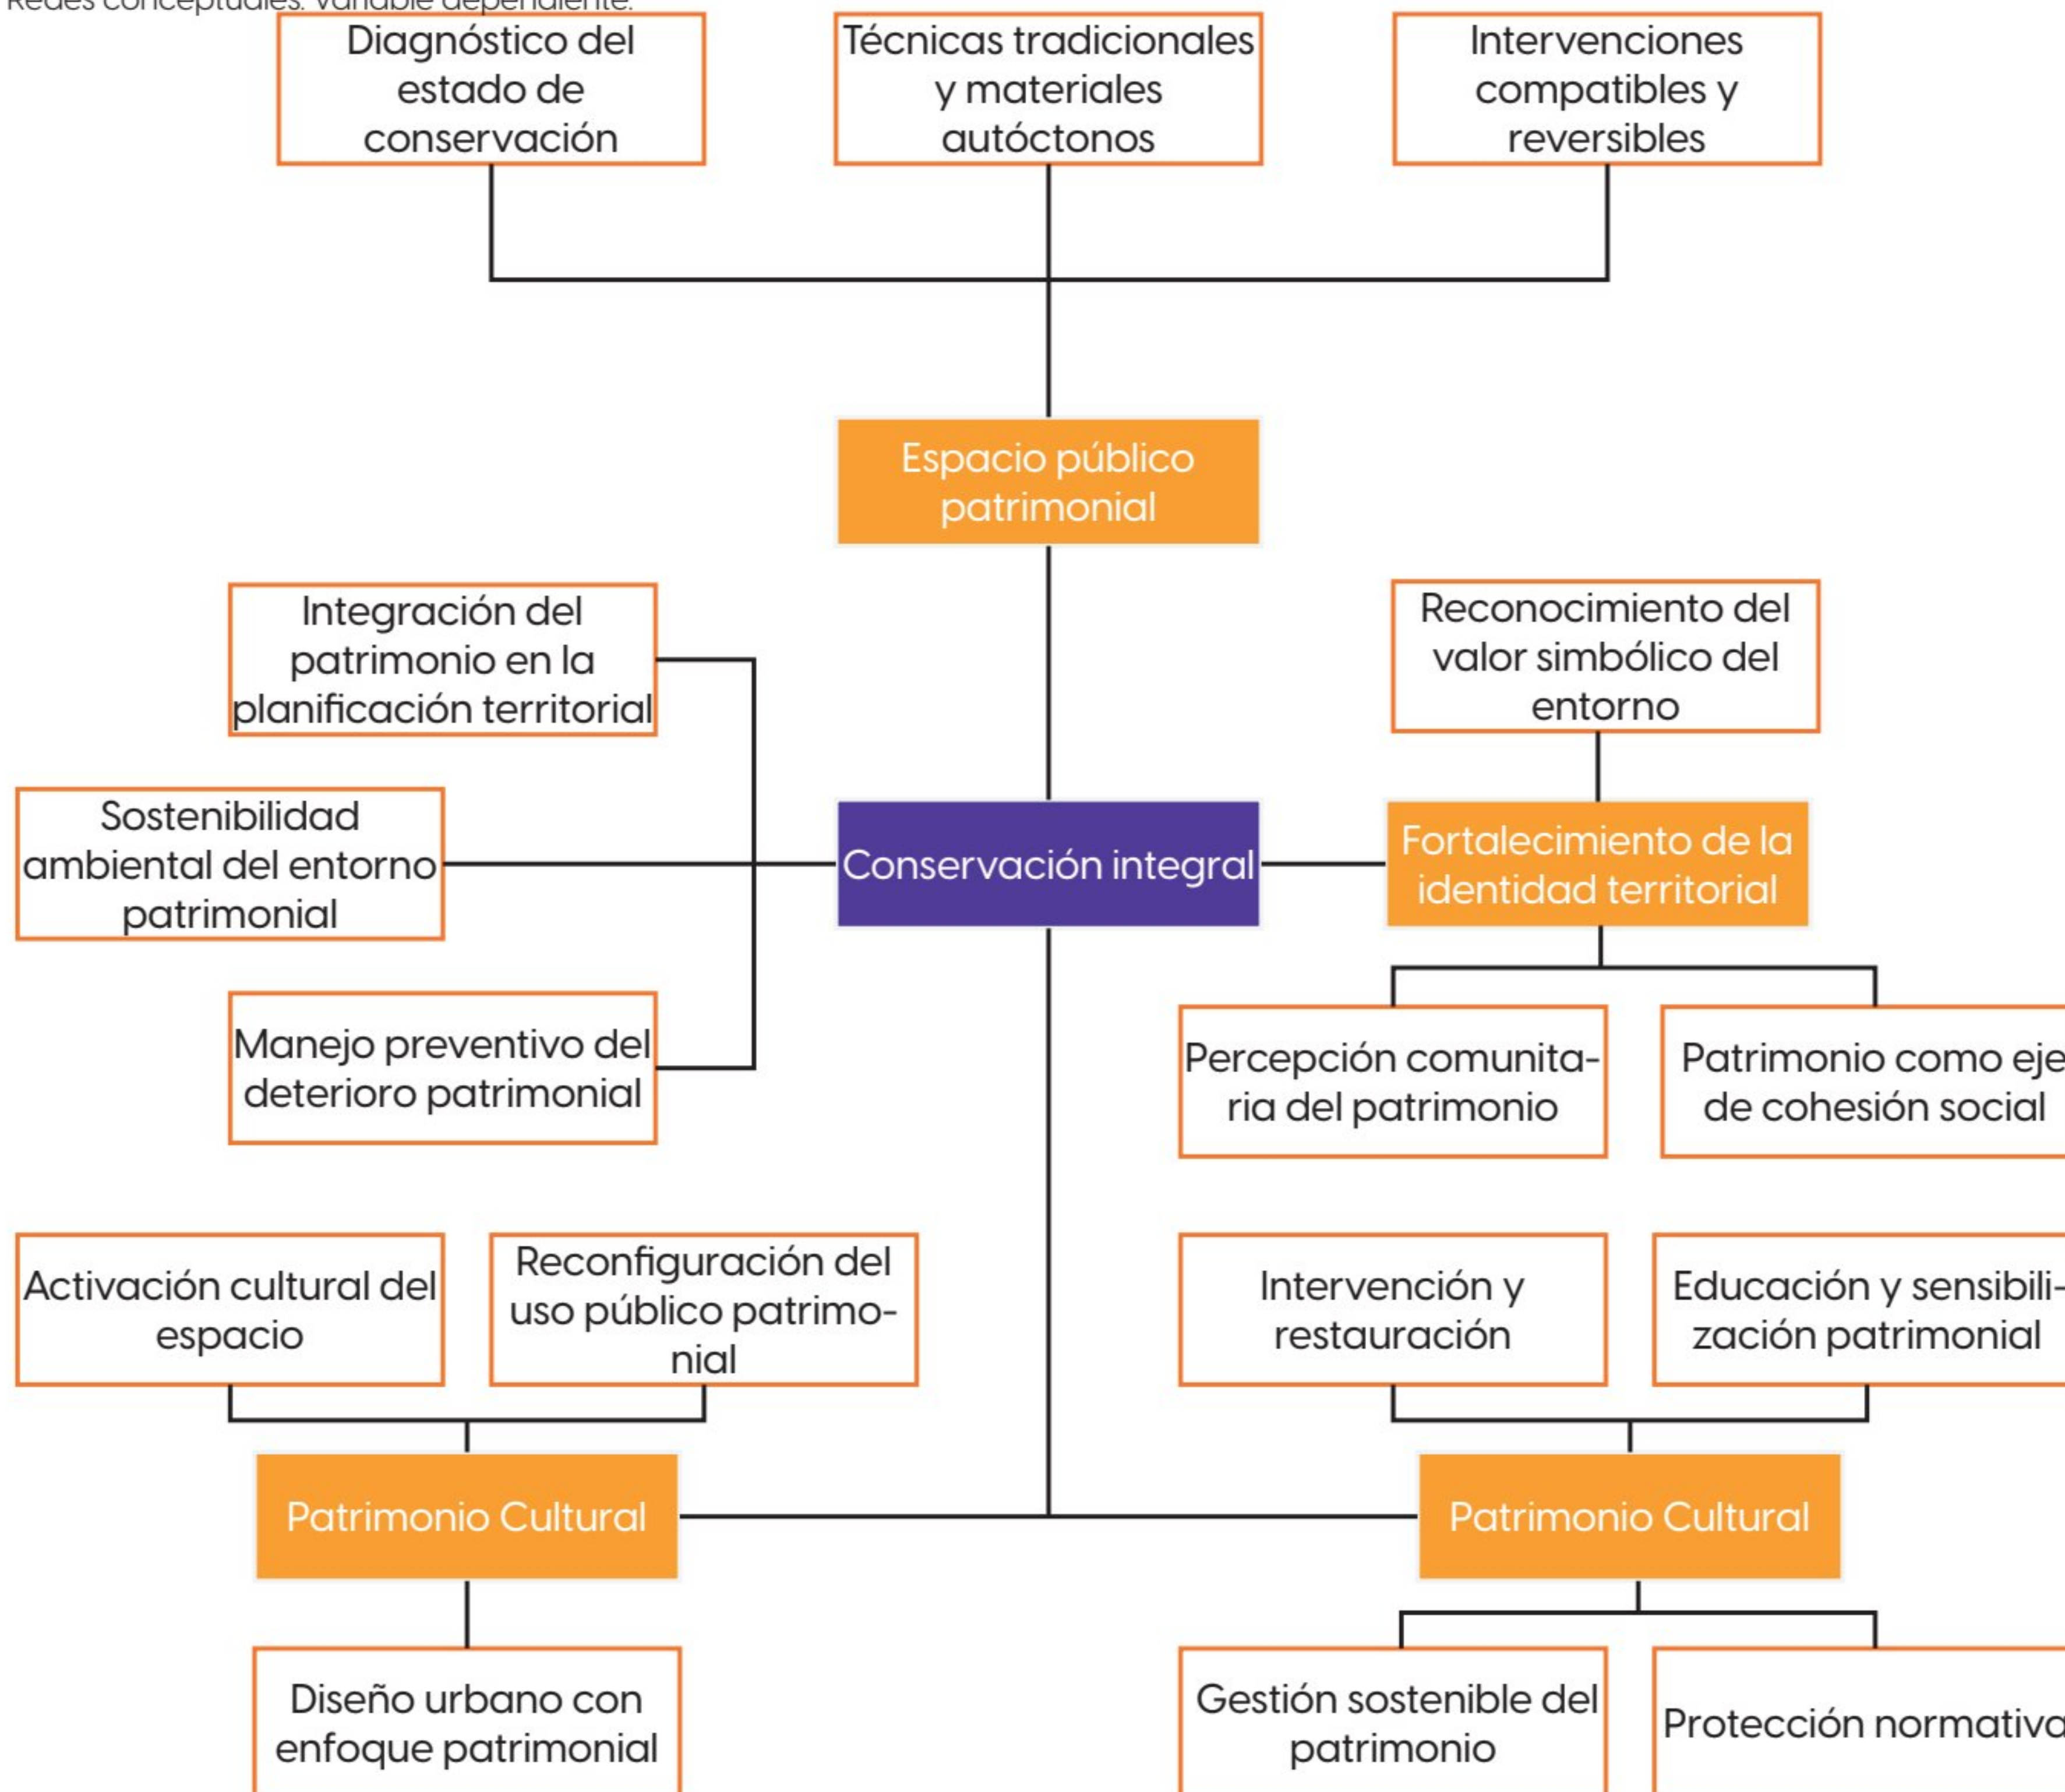 Redes conceptuales. Variable dependiente.
Diagnóstico del
estado de
conservación
Técnicas tradicionales
y materiales
autóctonos
Intervenciones
compatibles y
reversibles
Espacio público
patrimonial
Integración del
patrimonio en la
planificación territorial
Reconocimiento del
valor simbólico del
entorno
Sostenibilidad
ambiental del entorno
patrimonial
Conservación integral
Fortalecimiento de la
identidad territorial
Manejo preventivo del
deterioro patrimonial
Percepción comunita-
ria del patrimonio
Patrimonio como eje
de cohesión social
Activación cultural del
espacio
Reconfiguración del
uso público patrimo-
nial
Intervención y
restauración
Educación y sensibili-
zación patrimonial
Patrimonio Cultural
Patrimonio Cultural
Diseño urbano con
enfoque patrimonial
Gestión sostenible del
patrimonio
Protección normativa